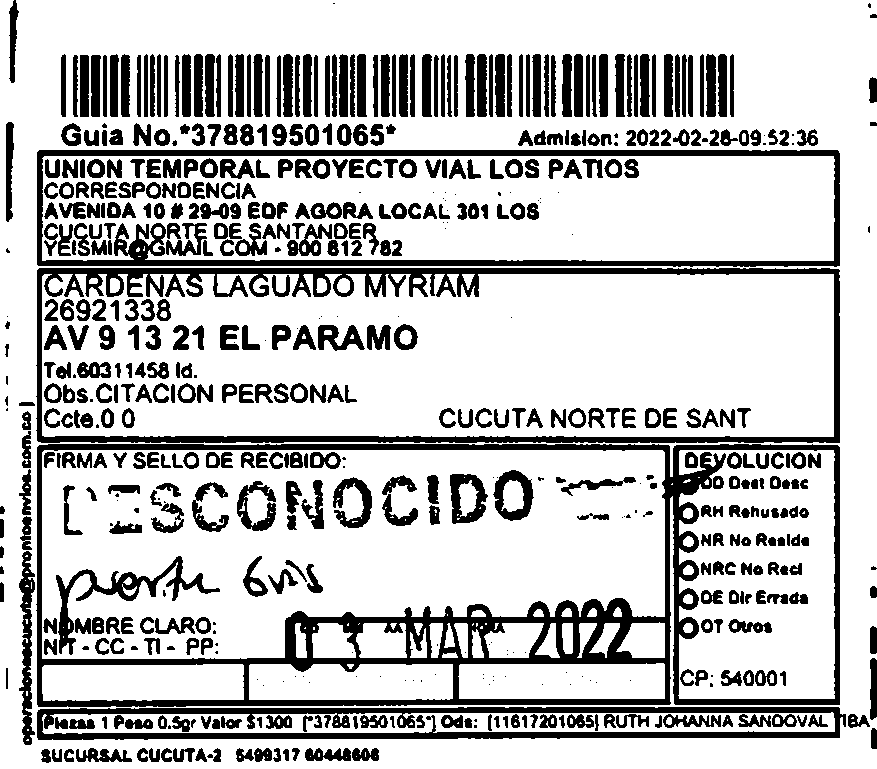 Guia No.*378819501065*
Admision: 2022-02-28-09:52:36
UNION TEMPORAL PROYECTO VIAL LOS PATIOS
CORRESPONDENCIA
AVENIDA 10 # 29-09 EDF AGORA LOCAL 301 LOS
CUCUTA NORTE DE SANTANDER
YEISMIR@GMAIL COM - 900 812 782
CARDENAS LAGUADO MYRIAM
26921338
AV 9 13 21 EL PARAMO
Tel.60311458 Id.
Obs.CITACION PERSONAL
Ccte.0 0 CUCUTA NORTE DE SANT
FIRMA Y SELLO DE RECIBIDO:
DESCONOCIDO
03 MAR 2022
NOMBRE CLARO:
NIT - CC - TI - PP:
DEVOLUCION
DD Dest Desc
RH Rehusado
NR No Reside
NRC No Recl
DE Dir Errada
OT Otros
CP: 540001
operacionescucuta@prontoenvios.com.co
Piezas 1 Peso 0.5gr Valor $1300 [*378819501065*] Ods: [11617201065] RUTH JOHANNA SANDOVAL
SUCURSAL CUCUTA-2 5499317 60448606